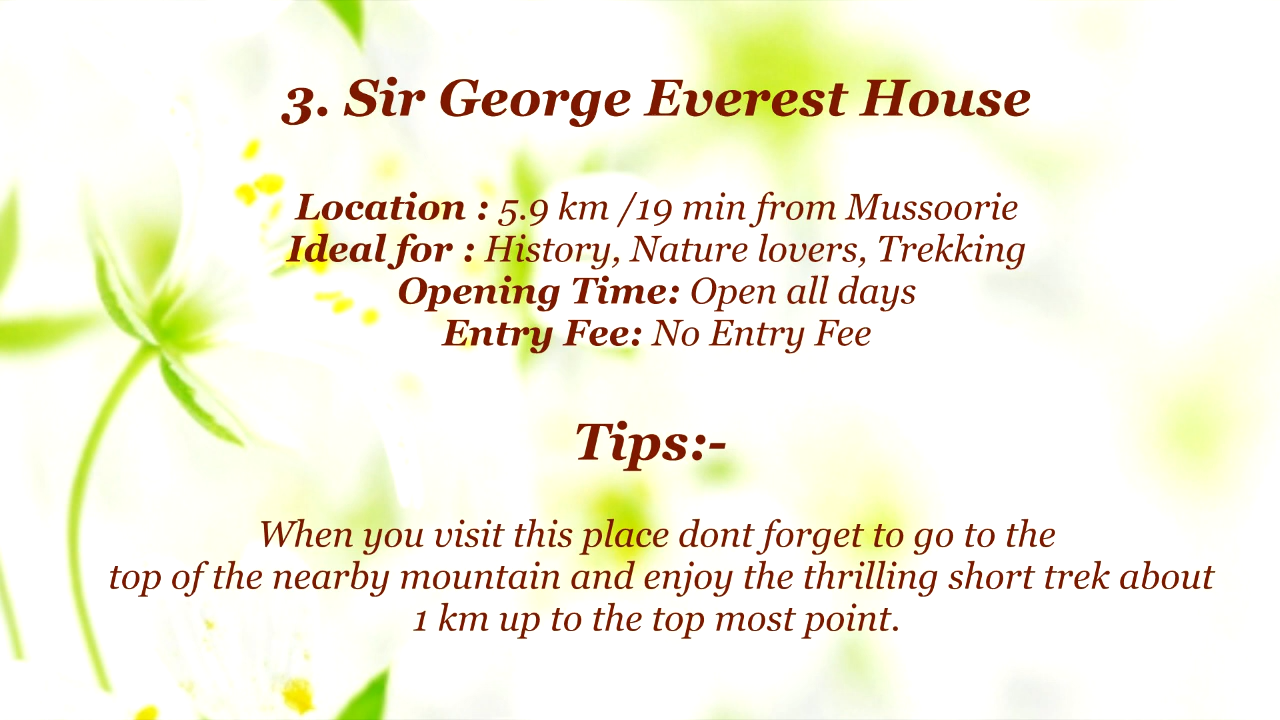 3. Sir George Everest House
Location : 5.9 km /19 min from Mussoorie
Ideal for : History, Nature lovers, Trekking
Opening Time: Open all days
Entry Fee: No Entry Fee
Tips:-
When you visit this place dont forget to go to the
top of the nearby mountain and enjoy the thrilling short trek about
1 km up to the top most point.